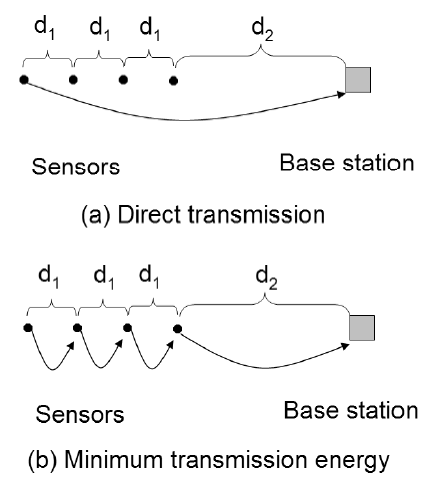 d1 d1 d1 d2
Sensors Base station
(a) Direct transmission
d1 d1 d1 d2
Sensors Base station
(b) Minimum transmission energy